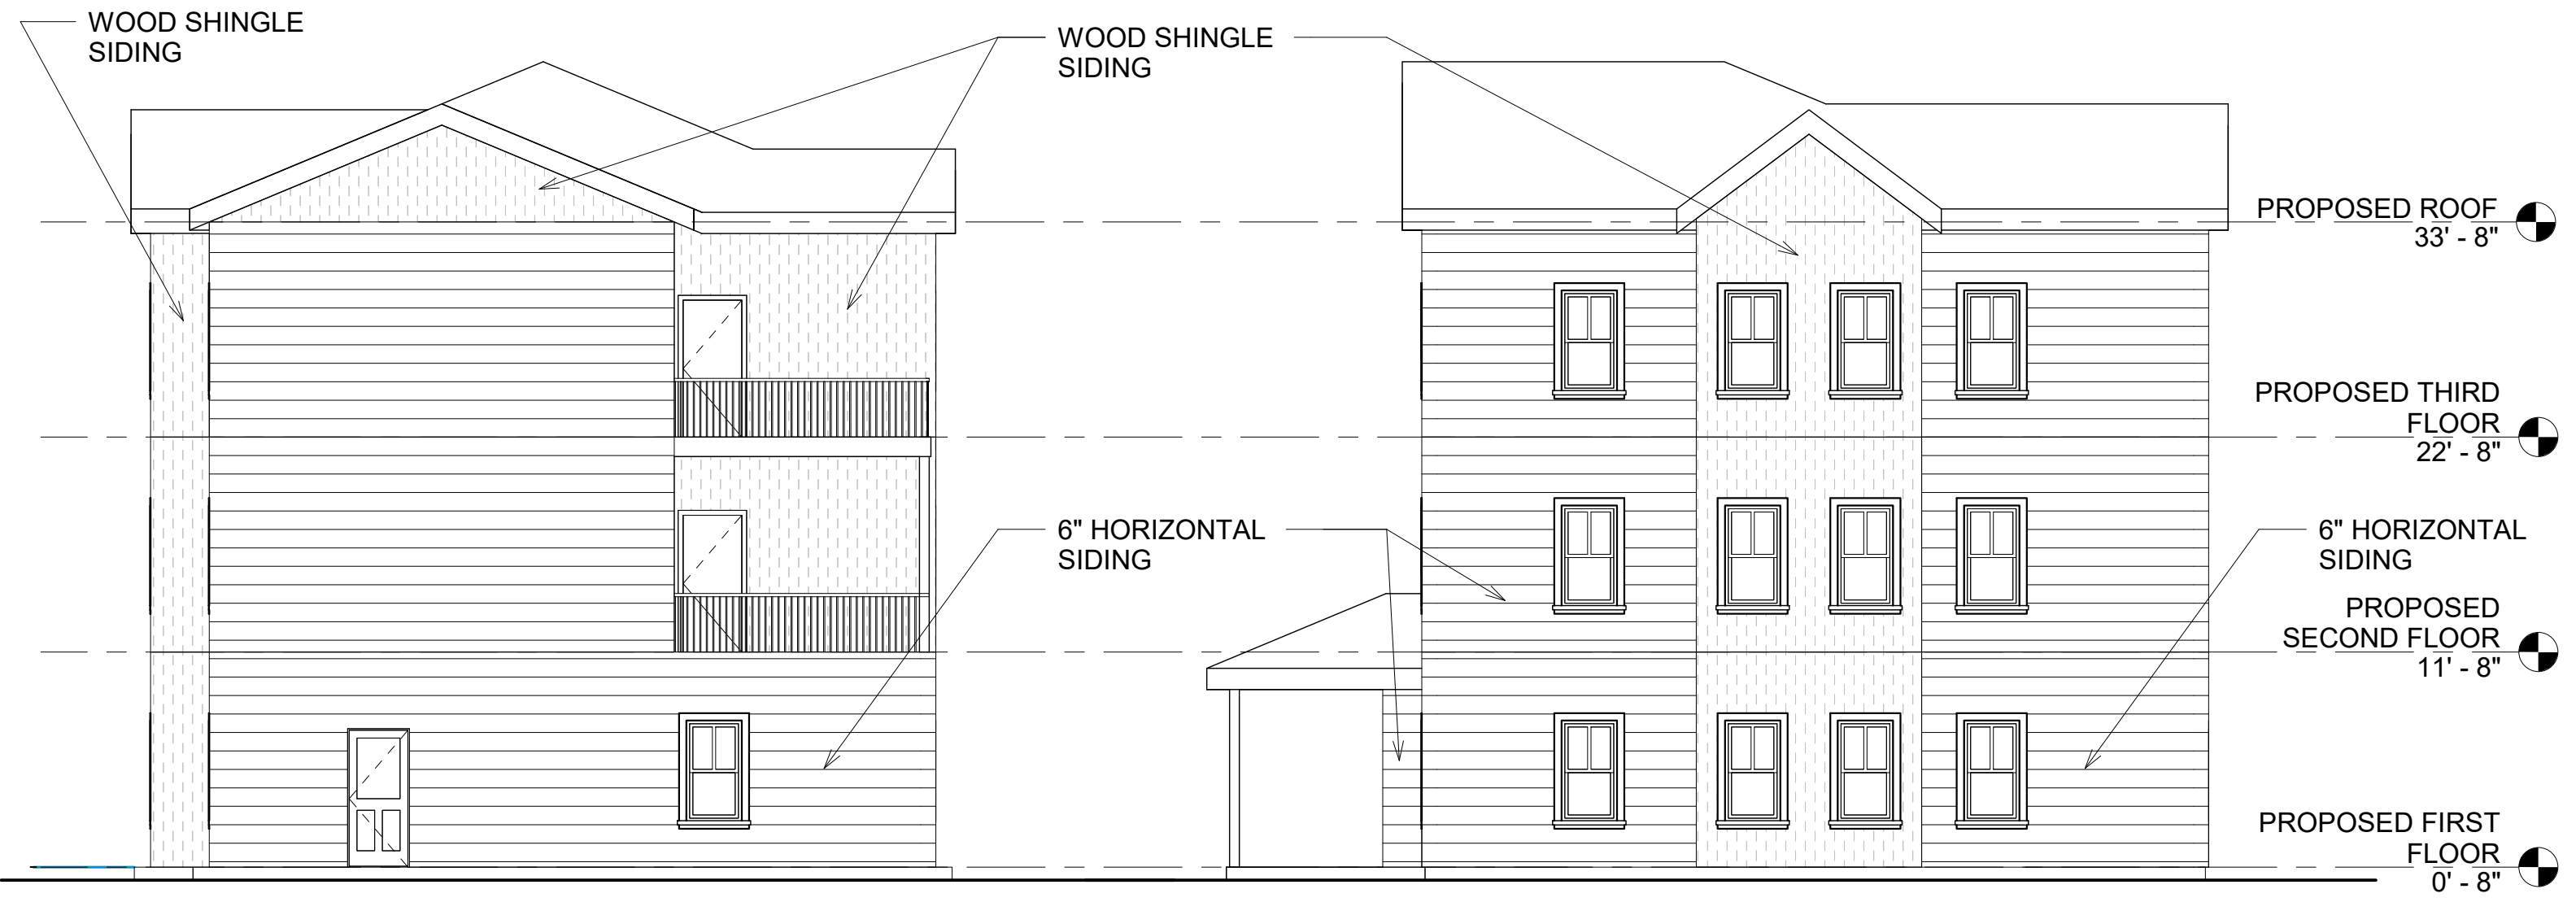 WOOD SHINGLE
SIDING
WOOD SHINGLE
SIDING
PROPOSED ROOF
33' - 8"
PROPOSED THIRD
FLOOR
22' - 8"
6" HORIZONTAL
SIDING
6" HORIZONTAL
SIDING
PROPOSED
SECOND FLOOR
11' - 8"
PROPOSED FIRST
FLOOR
0' - 8"